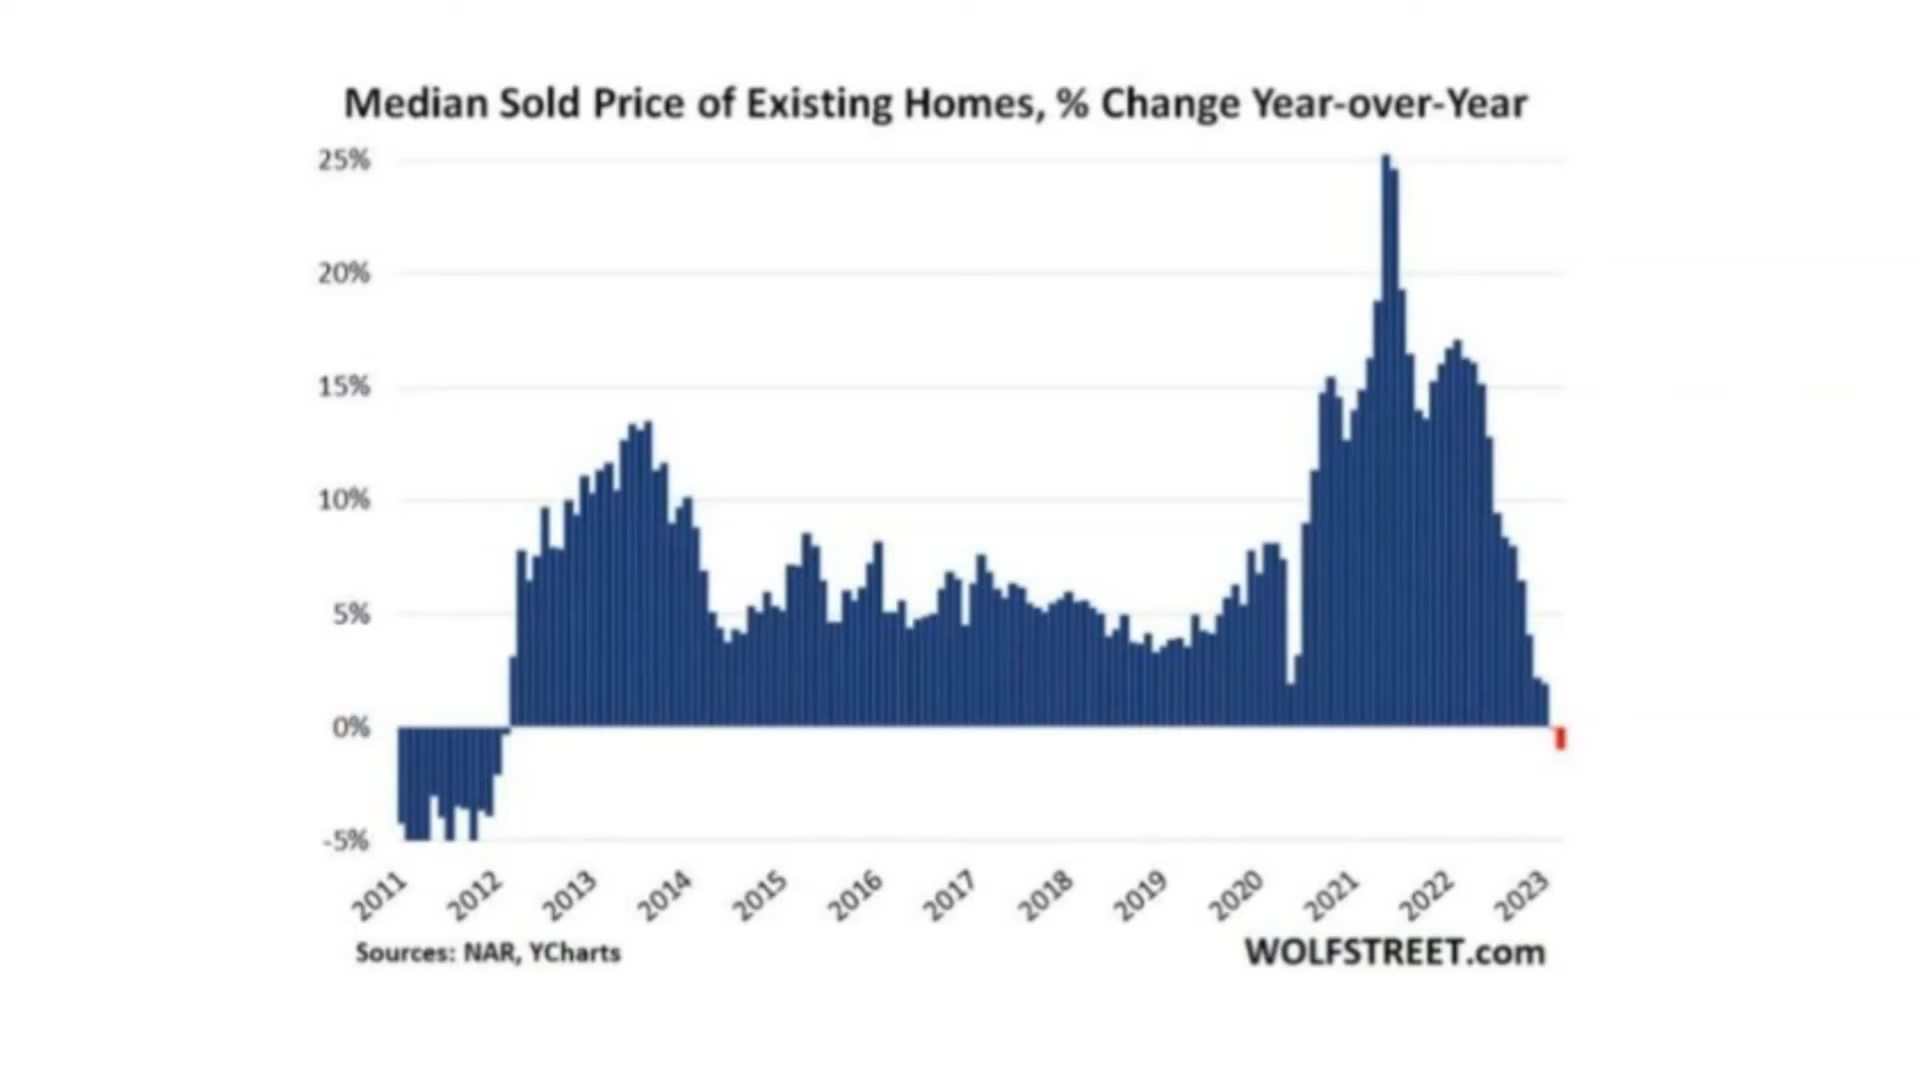 Median Sold Price of Existing Homes, % Change Year-over-Year
25%
20%
15%
10%
5%
0%
-5%
2011 2012 2013 2014 2015 2016 2017 2018 2019 2020 2021 2022 2023
Sources: NAR, YCharts WOLFSTREET.com